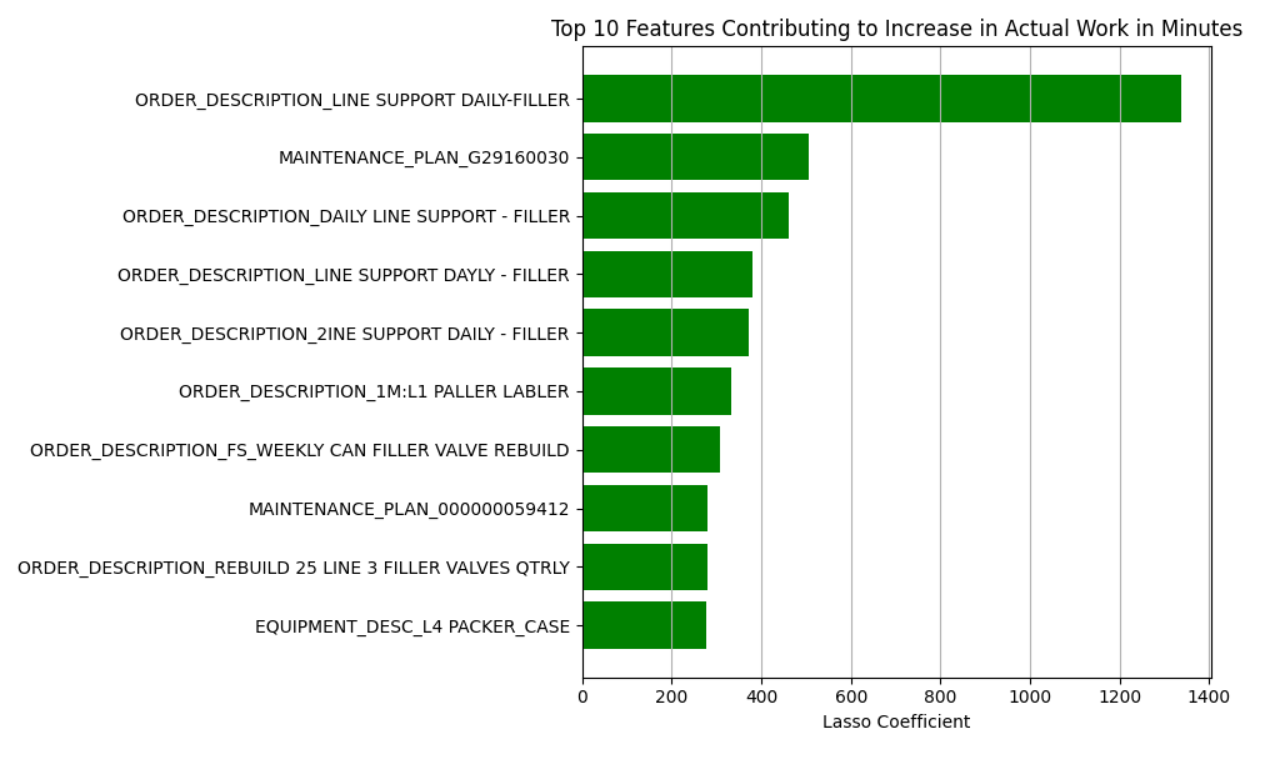 Top 10 Features Contributing to Increase in Actual Work in Minutes
ORDER_DESCRIPTION_LINE SUPPORT DAILY-FILLER
MAINTENANCE_PLAN_G29160030
ORDER_DESCRIPTION_DAILY LINE SUPPORT - FILLER
ORDER_DESCRIPTION_LINE SUPPORT DAYLY - FILLER
ORDER_DESCRIPTION_2INE SUPPORT DAILY - FILLER
ORDER_DESCRIPTION_1M:L1 PALLER LABLER
ORDER_DESCRIPTION_FS_WEEKLY CAN FILLER VALVE REBUILD
MAINTENANCE_PLAN_000000059412
ORDER_DESCRIPTION_REBUILD 25 LINE 3 FILLER VALVES QTRLY
EQUIPMENT_DESC_L4 PACKER_CASE
0 200 400 600 800 1000 1200 1400
Lasso Coefficient